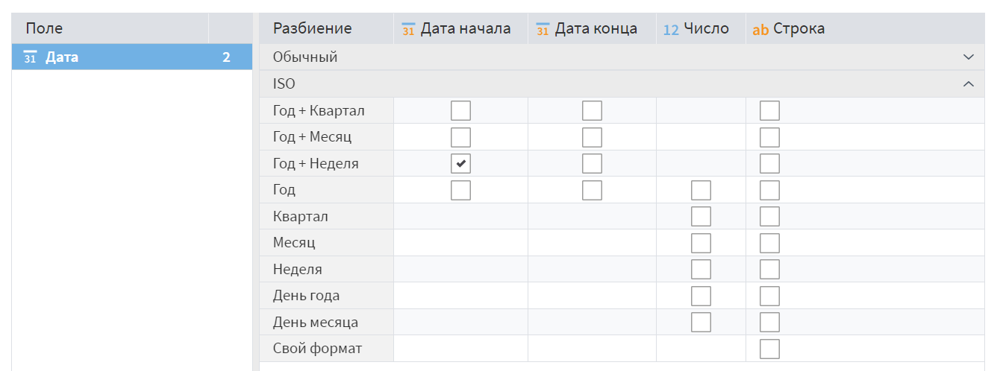 Поле Разбиение 31 Дата начала 31 Дата конца 12 Число ab Строка
31 Дата 2 Обычный
ISO
Год + Квартал
Год + Месяц
Год + Неделя
Год
Квартал
Месяц
Неделя
День года
День месяца
Свой формат